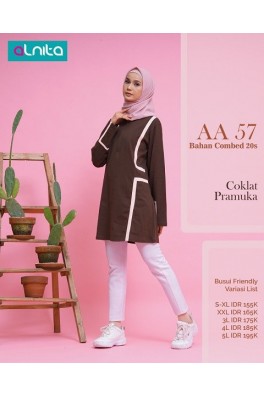 alnita
AA 57
Bahan Combed 20s
Coklat
Pramuka
Busui Friendly
Variasi List
S-XL IDR 155K
XXL IDR 165K
3L IDR 175K
4L IDR 185K
5L IDR 195K